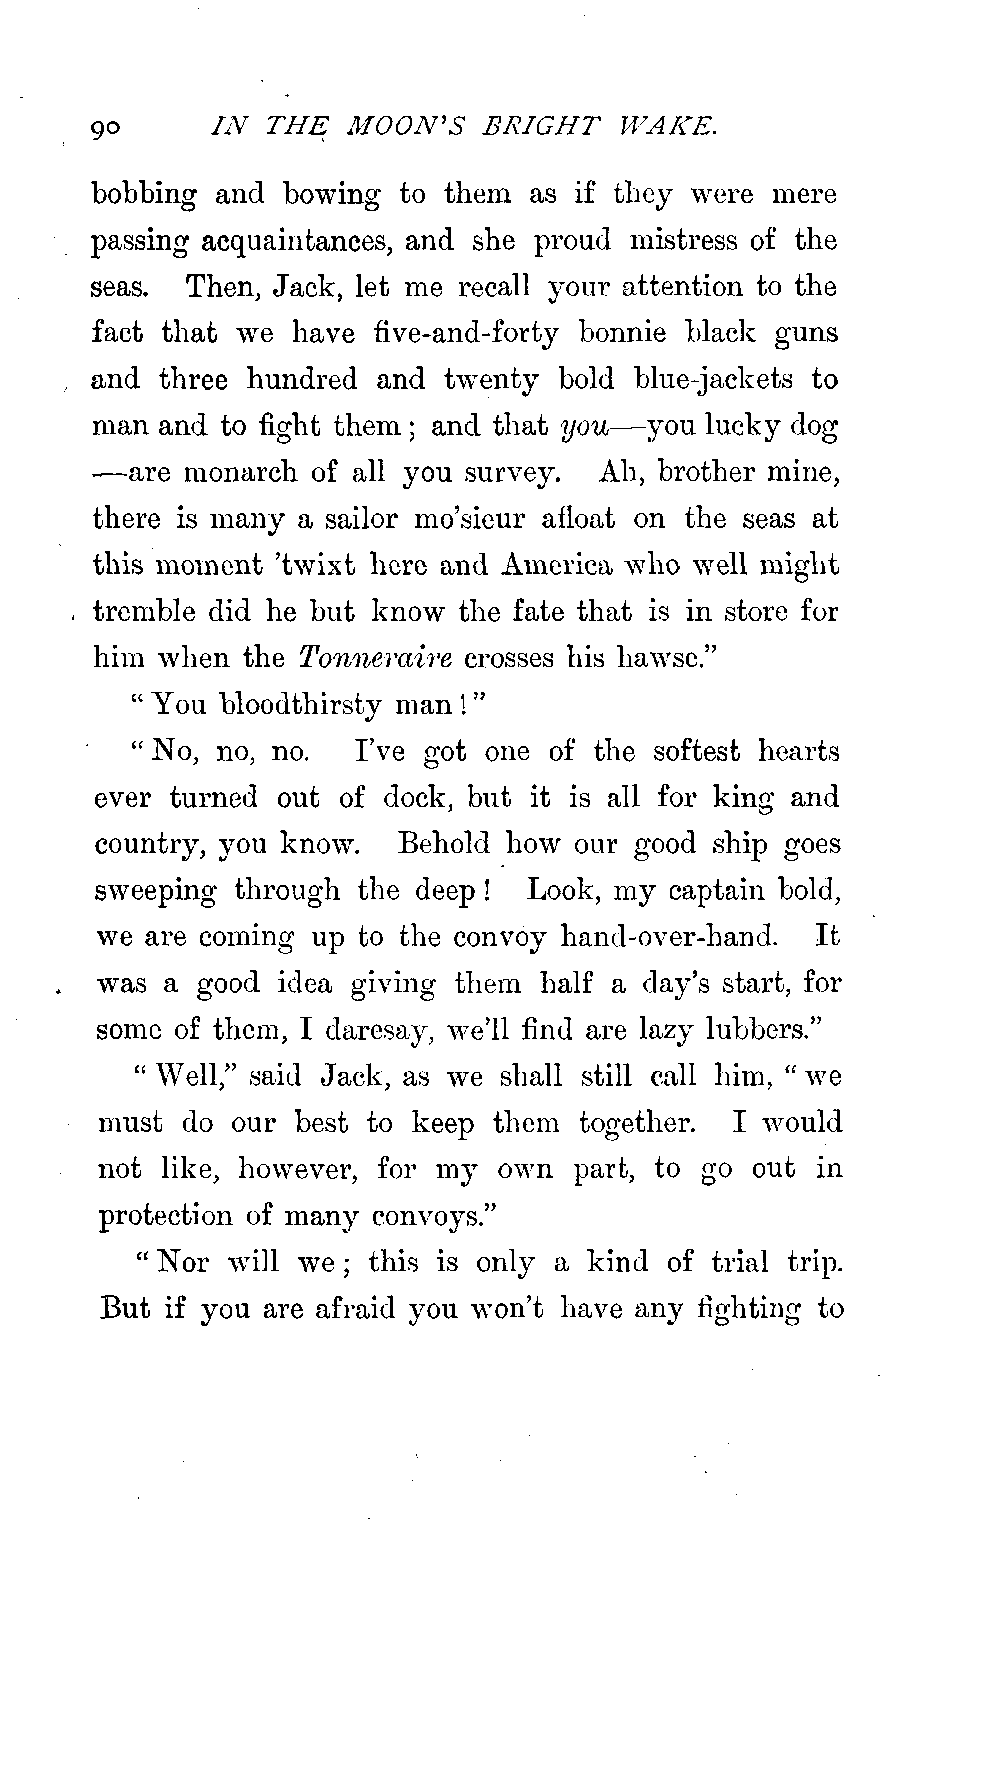 90 IN THE MOON'S BRIGHT WAKE.
bobbing and bowing to them as if they were mere
passing acquaintances, and she proud mistress of the
seas. Then, Jack, let me recall your attention to the
fact that we have five-and-forty bonnie black guns
and three hundred and twenty bold blue-jackets to
man and to fight them; and that you—you lucky dog
—are monarch of all you survey. Ah, brother mine,
there is many a sailor mo'sieur afloat on the seas at
this moment 'twixt here and America who well might
tremble did he but know the fate that is in store for
him when the Tonneraire crosses his hawse."
"You bloodthirsty man!"
"No, no, no. I've got one of the softest hearts
ever turned out of dock, but it is all for king and
country, you know. Behold how our good ship goes
sweeping through the deep! Look, my captain bold,
we are coming up to the convoy hand-over-hand. It
was a good idea giving them half a day's start, for
some of them, I daresay, we'll find are lazy lubbers."
"Well," said Jack, as we shall still call him, "we
must do our best to keep them together. I would
not like, however, for my own part, to go out in
protection of many convoys."
"Nor will we; this is only a kind of trial trip.
But if you are afraid you won't have any fighting to